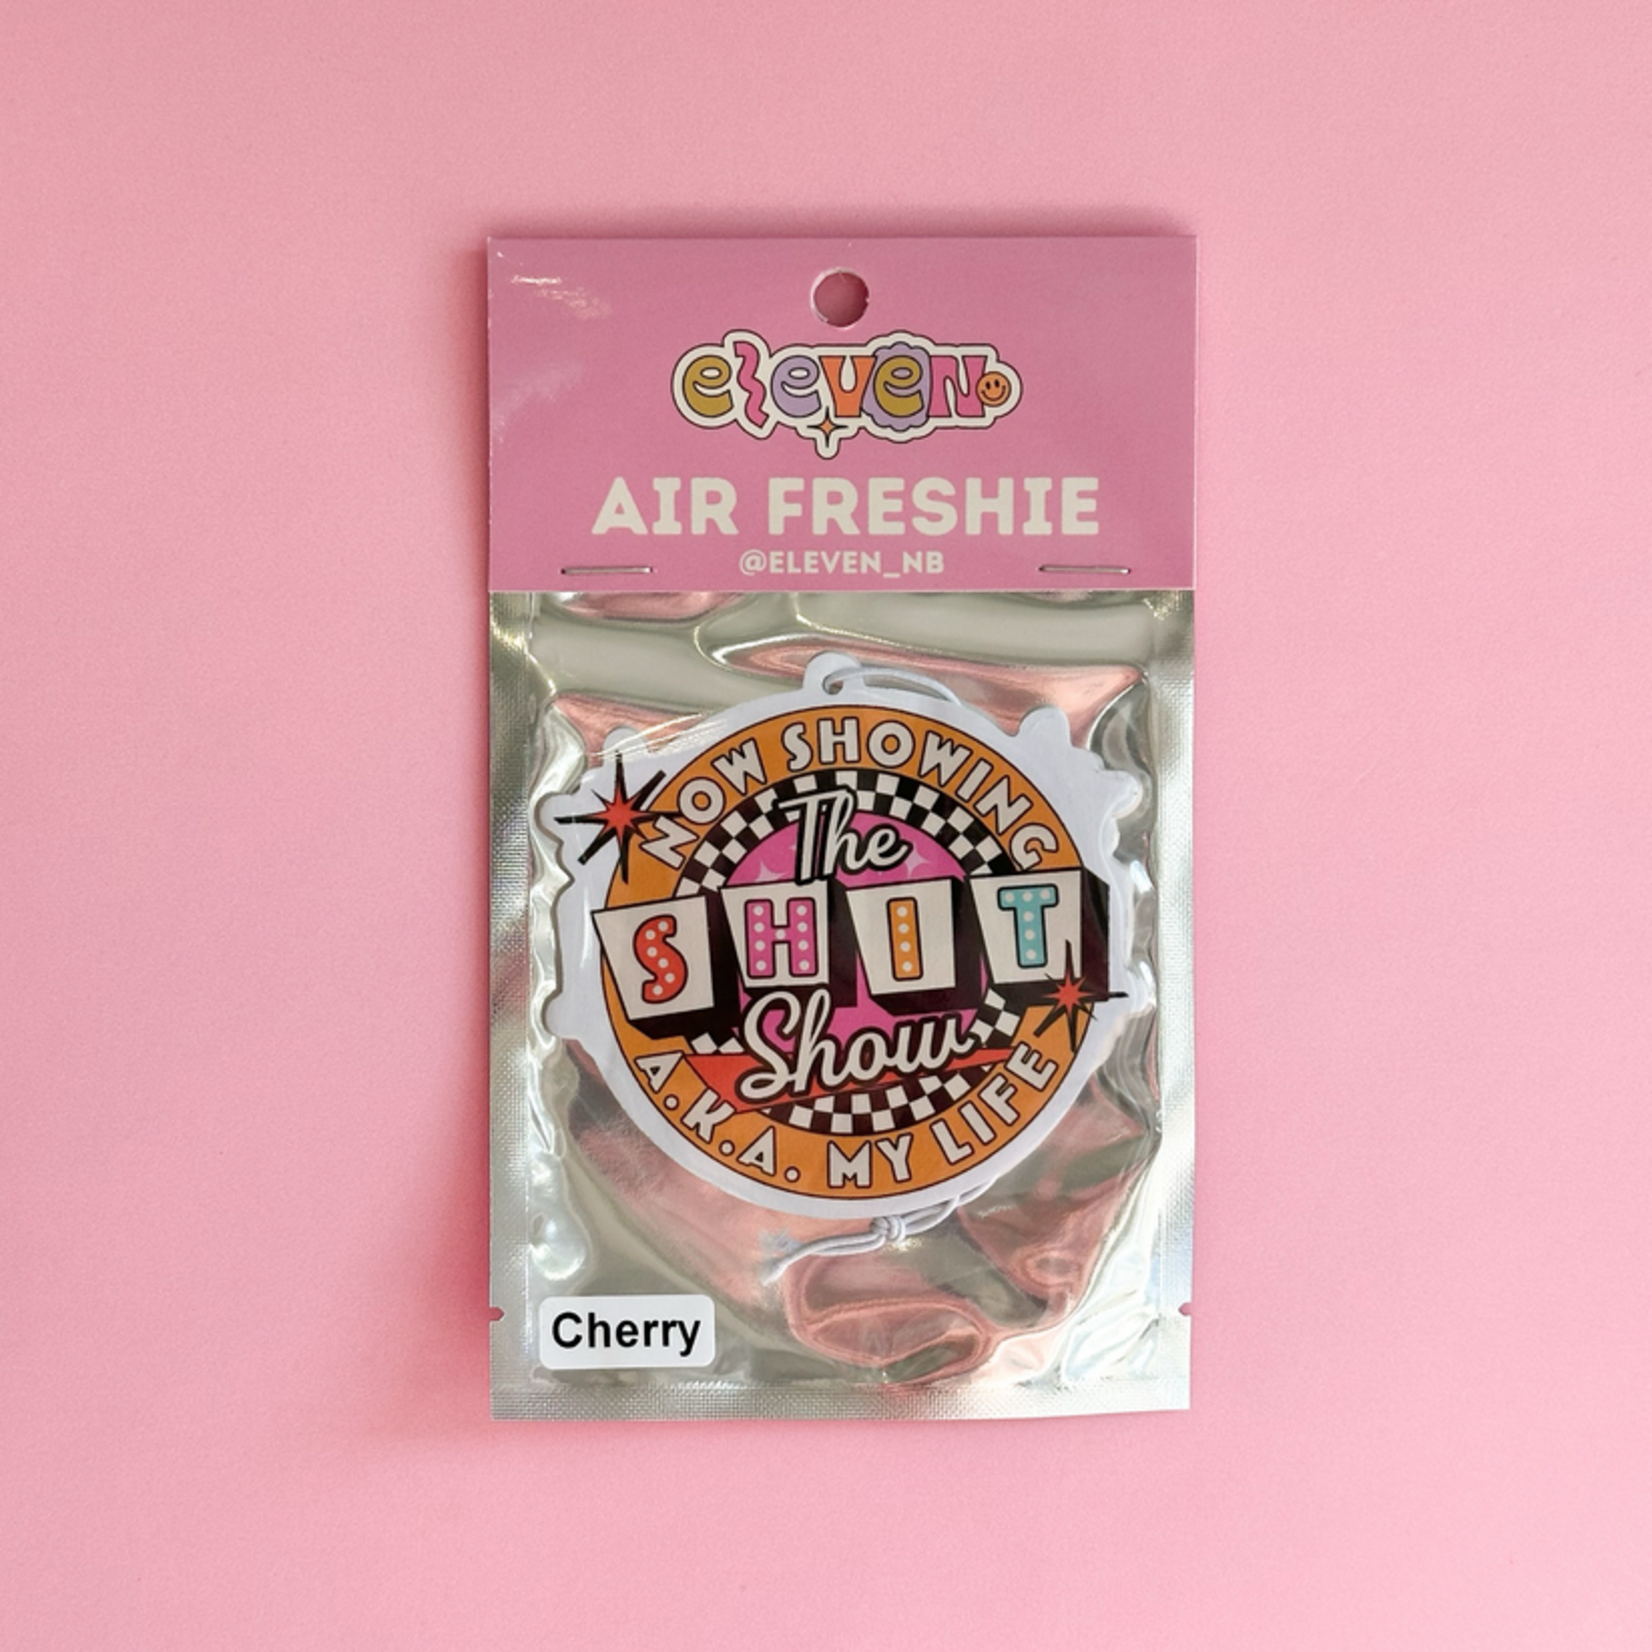 eleven
AIR FRESHIE
@ELEVEN_NB
NOW SHOWING
The
SHIT
Show
A.K.A. MY LIFE
Cherry